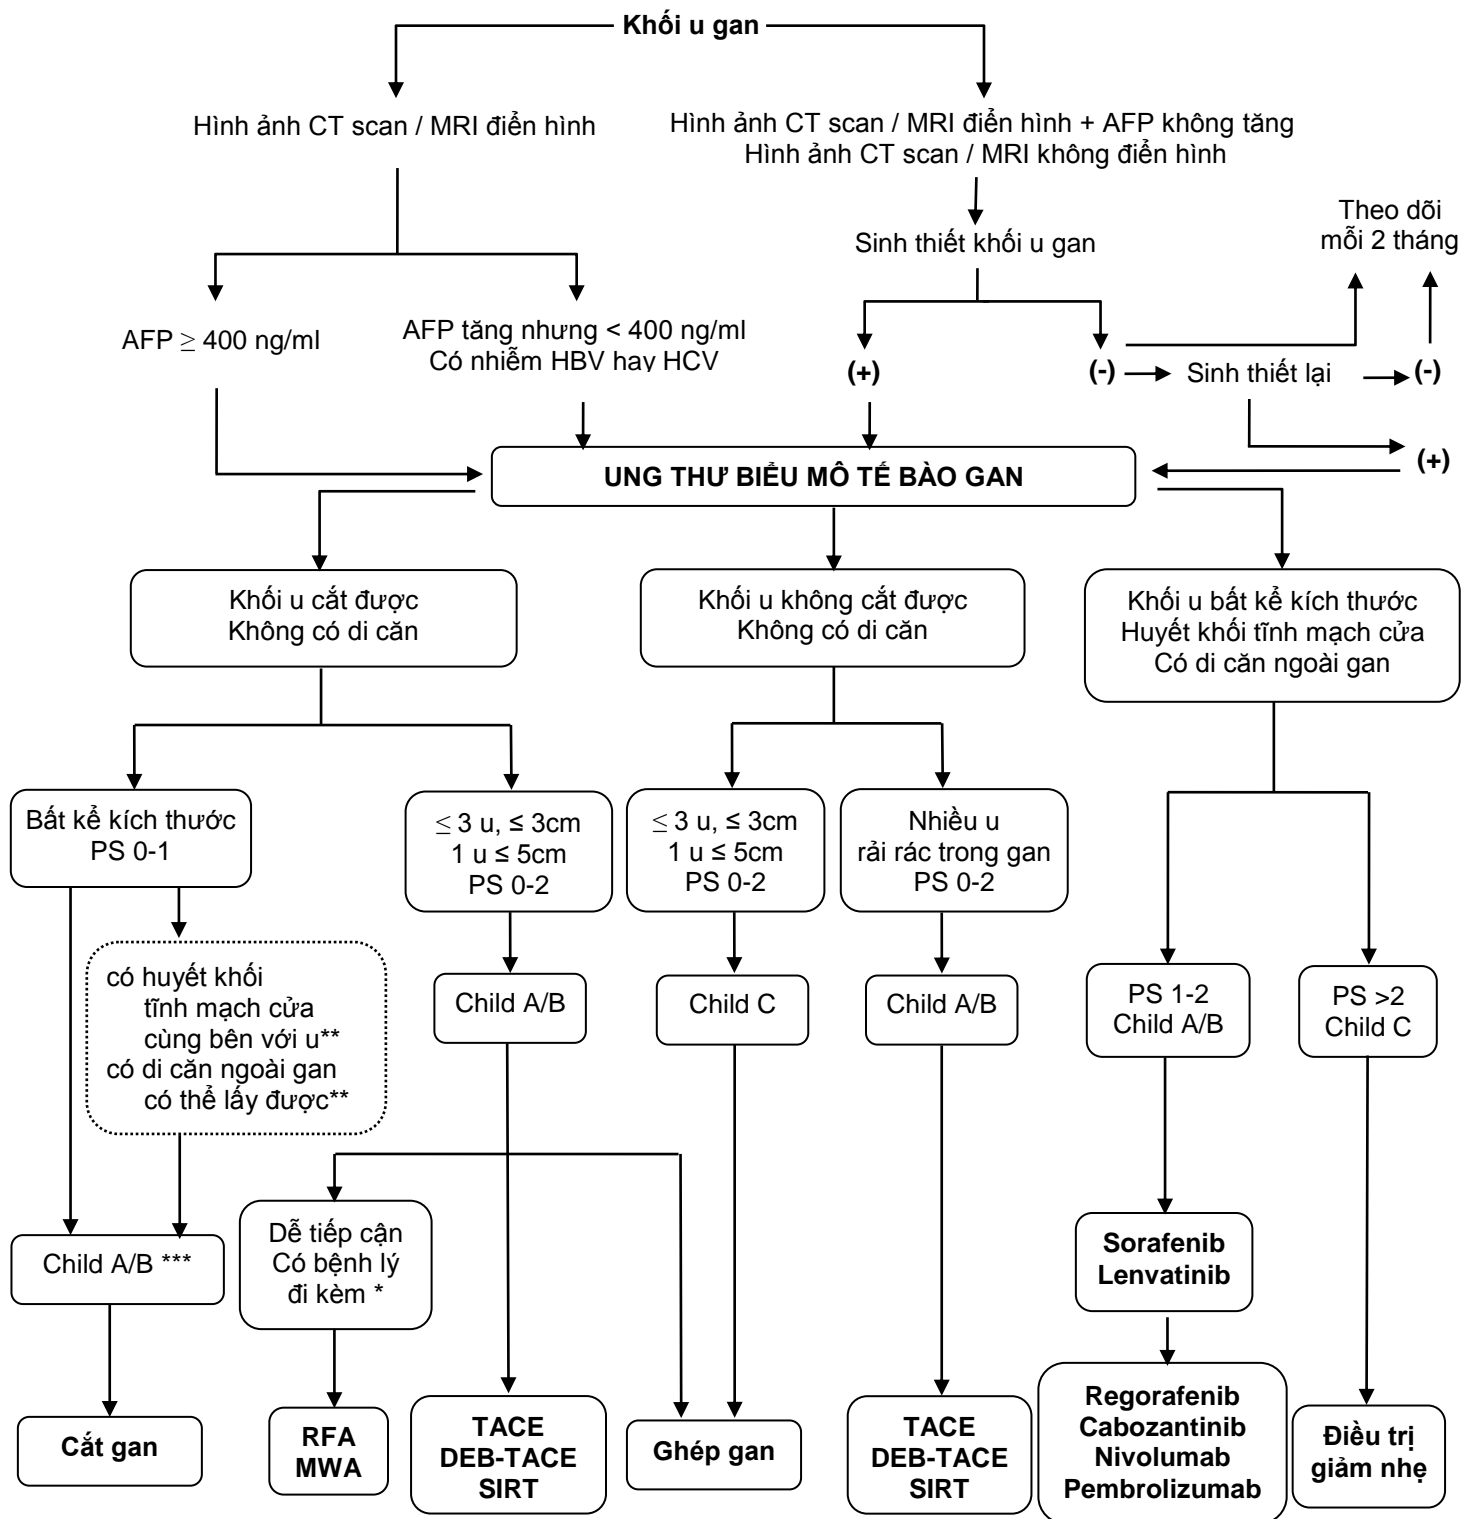 Khối u gan
Hình ảnh CT scan / MRI điển hình
Hình ảnh CT scan / MRI điển hình + AFP không tăng
Hình ảnh CT scan / MRI không điển hình
Sinh thiết khối u gan
Theo dõi
mỗi 2 tháng
AFP ≥ 400 ng/ml
AFP tăng nhưng < 400 ng/ml
Có nhiễm HBV hay HCV
(+)
(-)
Sinh thiết lại
(-)
(+)
UNG THƯ BIỂU MÔ TẾ BÀO GAN
Khối u cắt được
Không có di căn
Khối u không cắt được
Không có di căn
Khối u bất kể kích thước
Huyết khối tĩnh mạch cửa
Có di căn ngoài gan
Bất kể kích thước
PS 0-1
≤ 3 u, ≤ 3cm
1 u ≤ 5cm
PS 0-2
≤ 3 u, ≤ 3cm
1 u ≤ 5cm
PS 0-2
Nhiều u
rải rác trong gan
PS 0-2
có huyết khối
tĩnh mạch cửa
cùng bên với u**
có di căn ngoài gan
có thể lấy được**
Child A/B
Child C
Child A/B
PS 1-2
Child A/B
PS >2
Child C
Child A/B ***
Dễ tiếp cận
Có bệnh lý
đi kèm *
Sorafenib
Lenvatinib
Cắt gan
RFA
MWA
TACE
DEB-TACE
SIRT
Ghép gan
TACE
DEB-TACE
SIRT
Regorafenib
Cabozantinib
Nivolumab
Pembrolizumab
Điều trị
giảm nhẹ